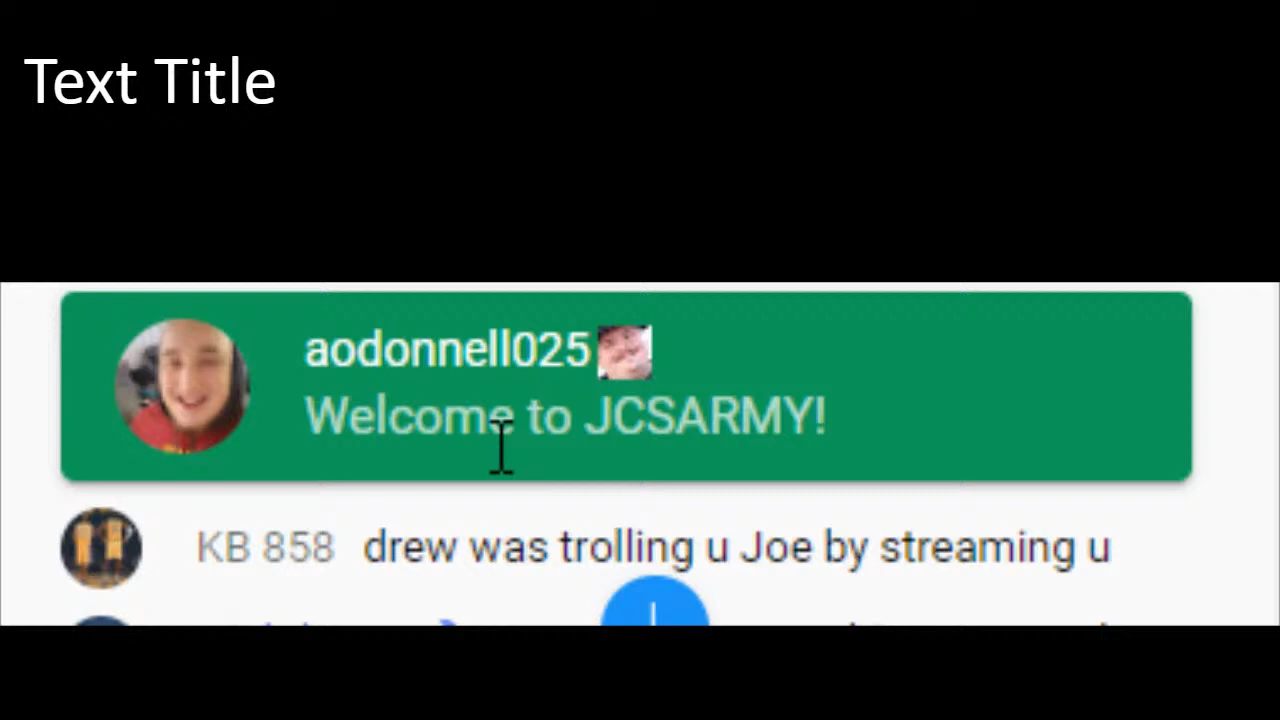 Text Title
aodonnell025
Welcome to JCSARMY!
KB 858 drew was trolling u Joe by streaming u